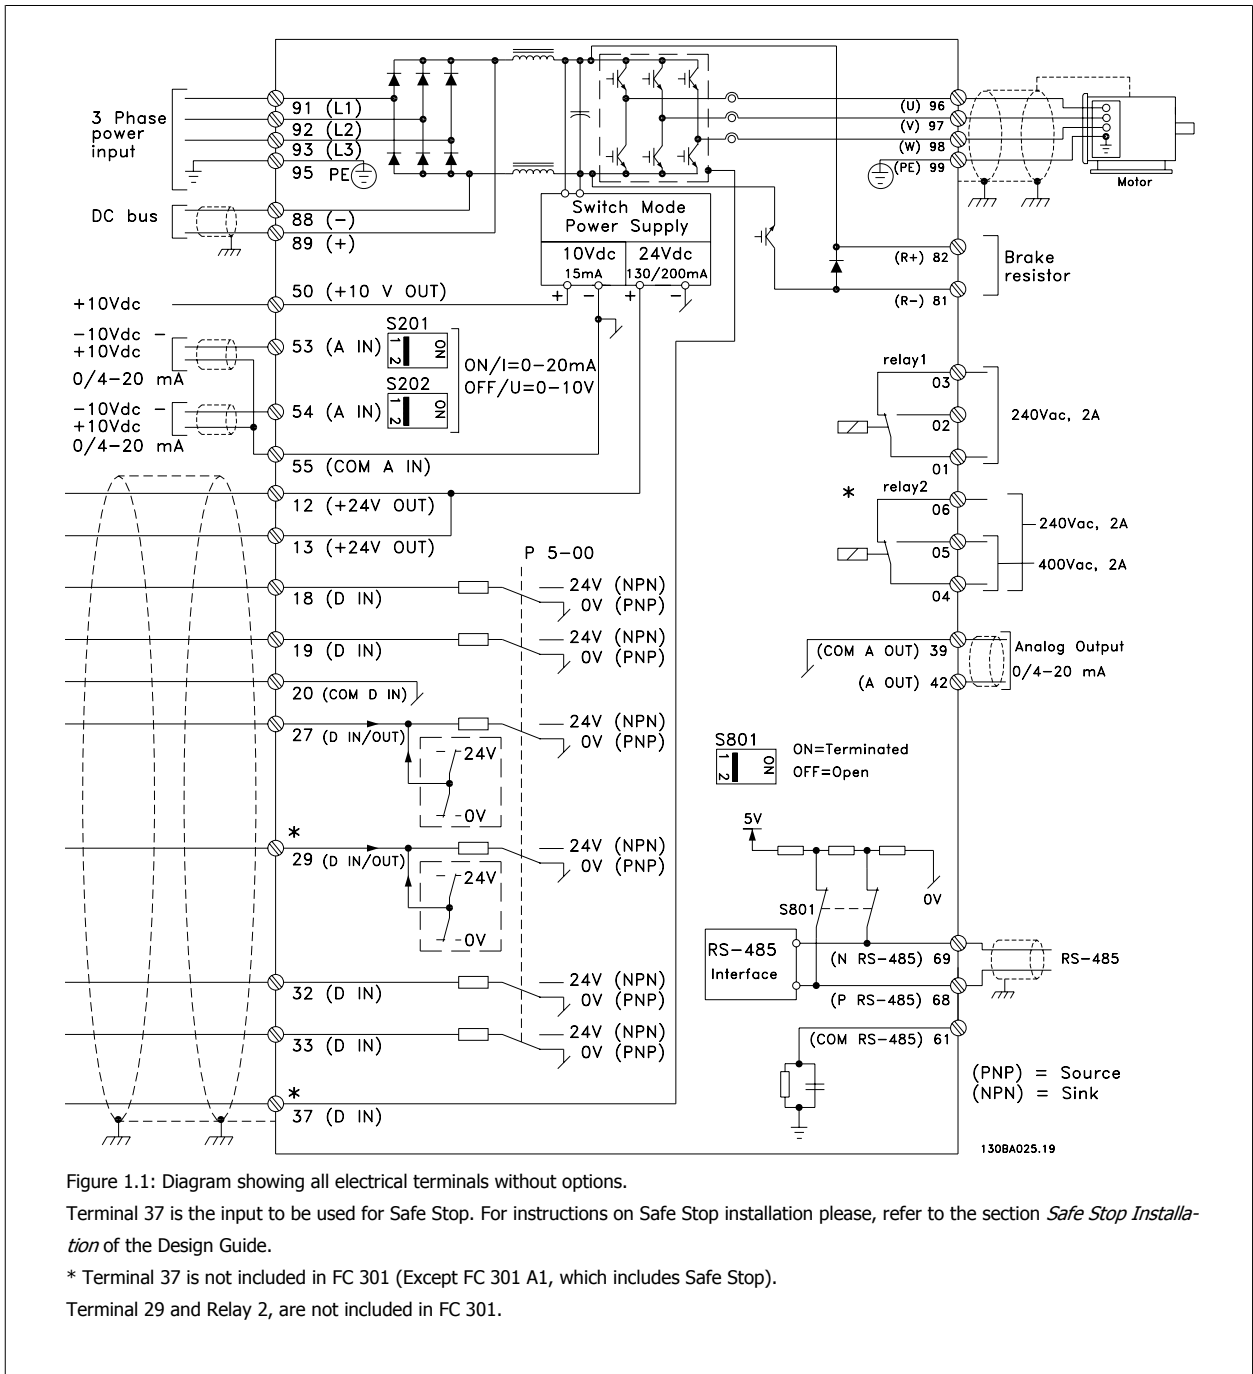 3 Phase
power
input
91 (L1)
92 (L2)
93 (L3)
95 PE
DC bus
88 (−)
89 (+)
Switch Mode
Power Supply
10Vdc
15mA
24Vdc
130/200mA
+ − + −
(U) 96
(V) 97
(W) 98
(PE) 99
Motor
(R+) 82
(R−) 81
Brake
resistor
+10Vdc
50 (+10 V OUT)
−10Vdc −
+10Vdc
0/4−20 mA
53 (A IN)
S201
1 2
ON
ON/I=0−20mA
OFF/U=0−10V
−10Vdc −
+10Vdc
0/4−20 mA
54 (A IN)
S202
1 2
ON
55 (COM A IN)
12 (+24V OUT)
13 (+24V OUT)
P 5-00
18 (D IN)
24V (NPN)
0V (PNP)
19 (D IN)
24V (NPN)
0V (PNP)
20 (COM D IN)
27 (D IN/OUT)
24V (NPN)
0V (PNP)
24V
0V
*
29 (D IN/OUT)
24V (NPN)
0V (PNP)
24V
0V
32 (D IN)
24V (NPN)
0V (PNP)
33 (D IN)
24V (NPN)
0V (PNP)
*
37 (D IN)
relay1
03
02
01
240Vac, 2A
*
relay2
06
05
04
240Vac, 2A
400Vac, 2A
(COM A OUT) 39
(A OUT) 42
Analog Output
0/4−20 mA
S801
1 2
ON
ON=Terminated
OFF=Open
5V
S801
0V
RS−485
Interface
(N RS−485) 69
(P RS−485) 68
RS−485
(COM RS−485) 61
(PNP) = Source
(NPN) = Sink
130BA025.19
Figure 1.1: Diagram showing all electrical terminals without options.
Terminal 37 is the input to be used for Safe Stop. For instructions on Safe Stop installation please, refer to the section Safe Stop Installa-
tion of the Design Guide.
* Terminal 37 is not included in FC 301 (Except FC 301 A1, which includes Safe Stop).
Terminal 29 and Relay 2, are not included in FC 301.